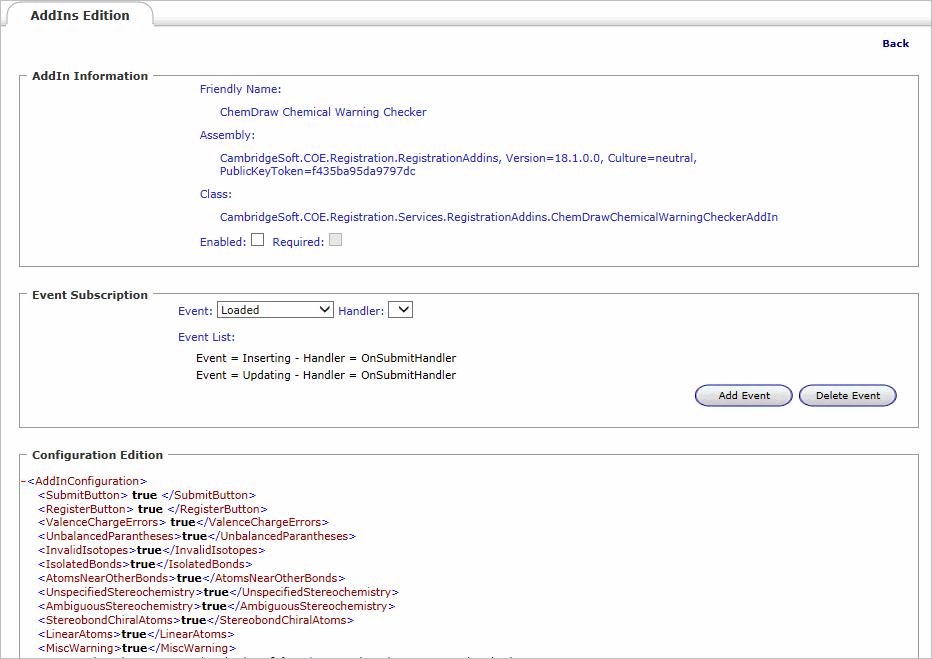 AddIns Edition
Back
AddIn Information
Friendly Name:
ChemDraw Chemical Warning Checker
Assembly:
CambridgeSoft.COE.Registration.RegistrationAddins, Version=18.1.0.0, Culture=neutral,
PublicKeyToken=f435ba95da9797dc
Class:
CambridgeSoft.COE.Registration.Services.RegistrationAddins.ChemDrawChemicalWarningCheckerAddIn
Enabled: Required:
Event Subscription
Event: Loaded Handler:
Event List:
Event = Inserting - Handler = OnSubmitHandler
Event = Updating - Handler = OnSubmitHandler
Add Event Delete Event
Configuration Edition
-<AddInConfiguration>
<SubmitButton> true </SubmitButton>
<RegisterButton> true </RegisterButton>
<ValenceChargeErrors> true</ValenceChargeErrors>
<UnbalancedParantheses>true</UnbalancedParantheses>
<InvalidIsotopes>true</InvalidIsotopes>
<IsolatedBonds>true</IsolatedBonds>
<AtomsNearOtherBonds>true</AtomsNearOtherBonds>
<UnspecifiedStereochemistry>true</UnspecifiedStereochemistry>
<AmbiguousStereochemistry>true</AmbiguousStereochemistry>
<StereobondChiralAtoms>true</StereobondChiralAtoms>
<LinearAtoms>true</LinearAtoms>
<MiscWarning>true</MiscWarning>